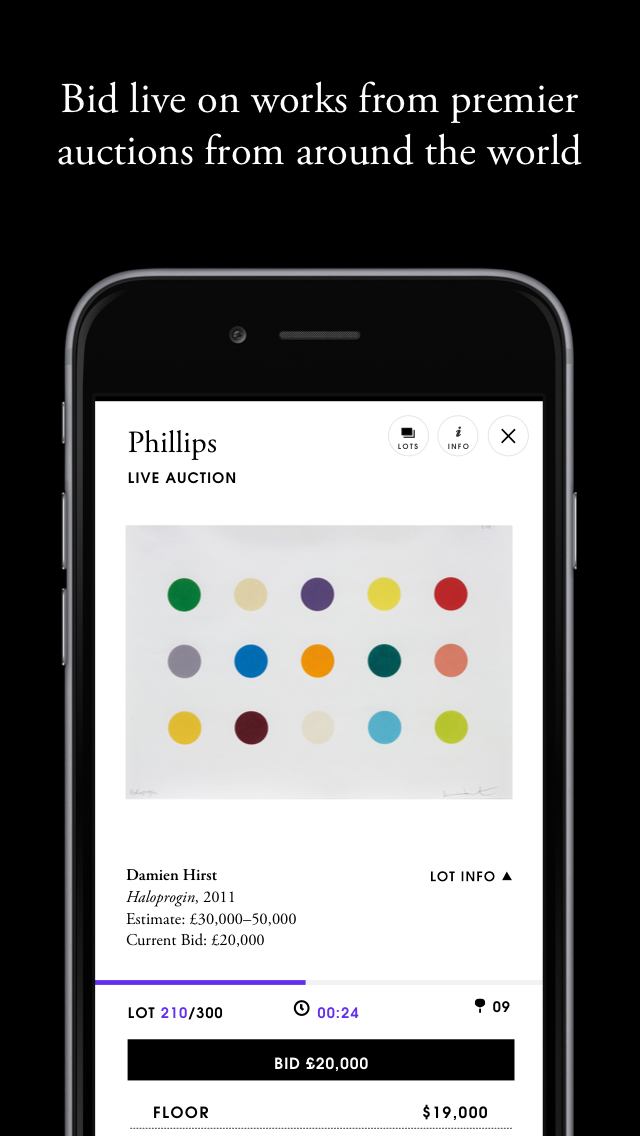 Bid live on works from premier
auctions from around the world
Phillips
LIVE AUCTION
LOTS
i
INFO
Damien Hirst
LOT INFO ▲
Haloprogin, 2011
Estimate: £30,000–50,000
Current Bid: £20,000
LOT 210/300
00:24
09
BID £20,000
FLOOR
$19,000